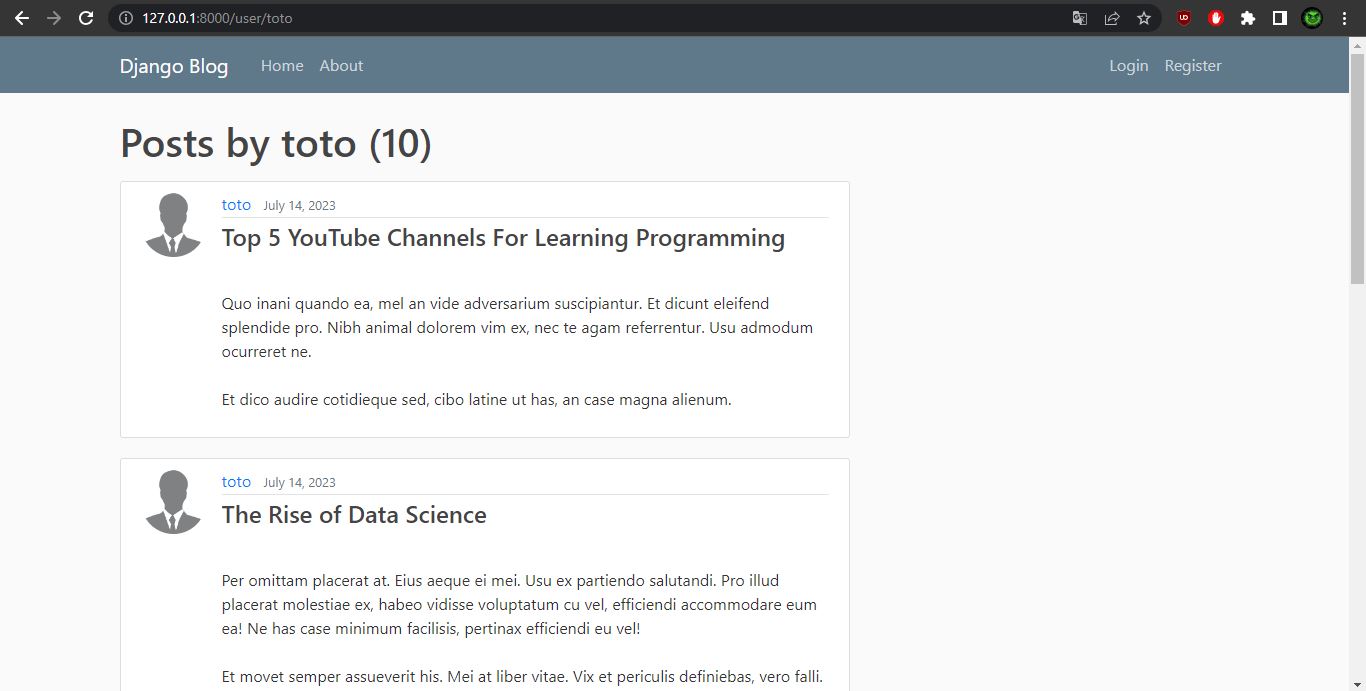 127.0.0.1:8000/user/toto
Django Blog Home About Login Register
Posts by toto (10)
toto July 14, 2023
Top 5 YouTube Channels For Learning Programming
Quo inani quando ea, mel an vide adversarium suscipiantur. Et dicunt eleifend
splendide pro. Nibh animal dolorem vim ex, nec te agam referrentur. Usu admodum
ocurreret ne.
Et dico audire cotidieque sed, cibo latine ut has, an case magna alienum.
toto July 14, 2023
The Rise of Data Science
Per omittam placerat at. Eius aeque ei mei. Usu ex partiendo salutandi. Pro illud
placerat molestiae ex, habeo vidisse voluptatum cu vel, efficiendi accommodare eum
ea! Ne has case minimum facilisis, pertinax efficiendi eu vel!
Et movet semper assueverit his. Mei at liber vitae. Vix et periculis definiebas, vero falli.